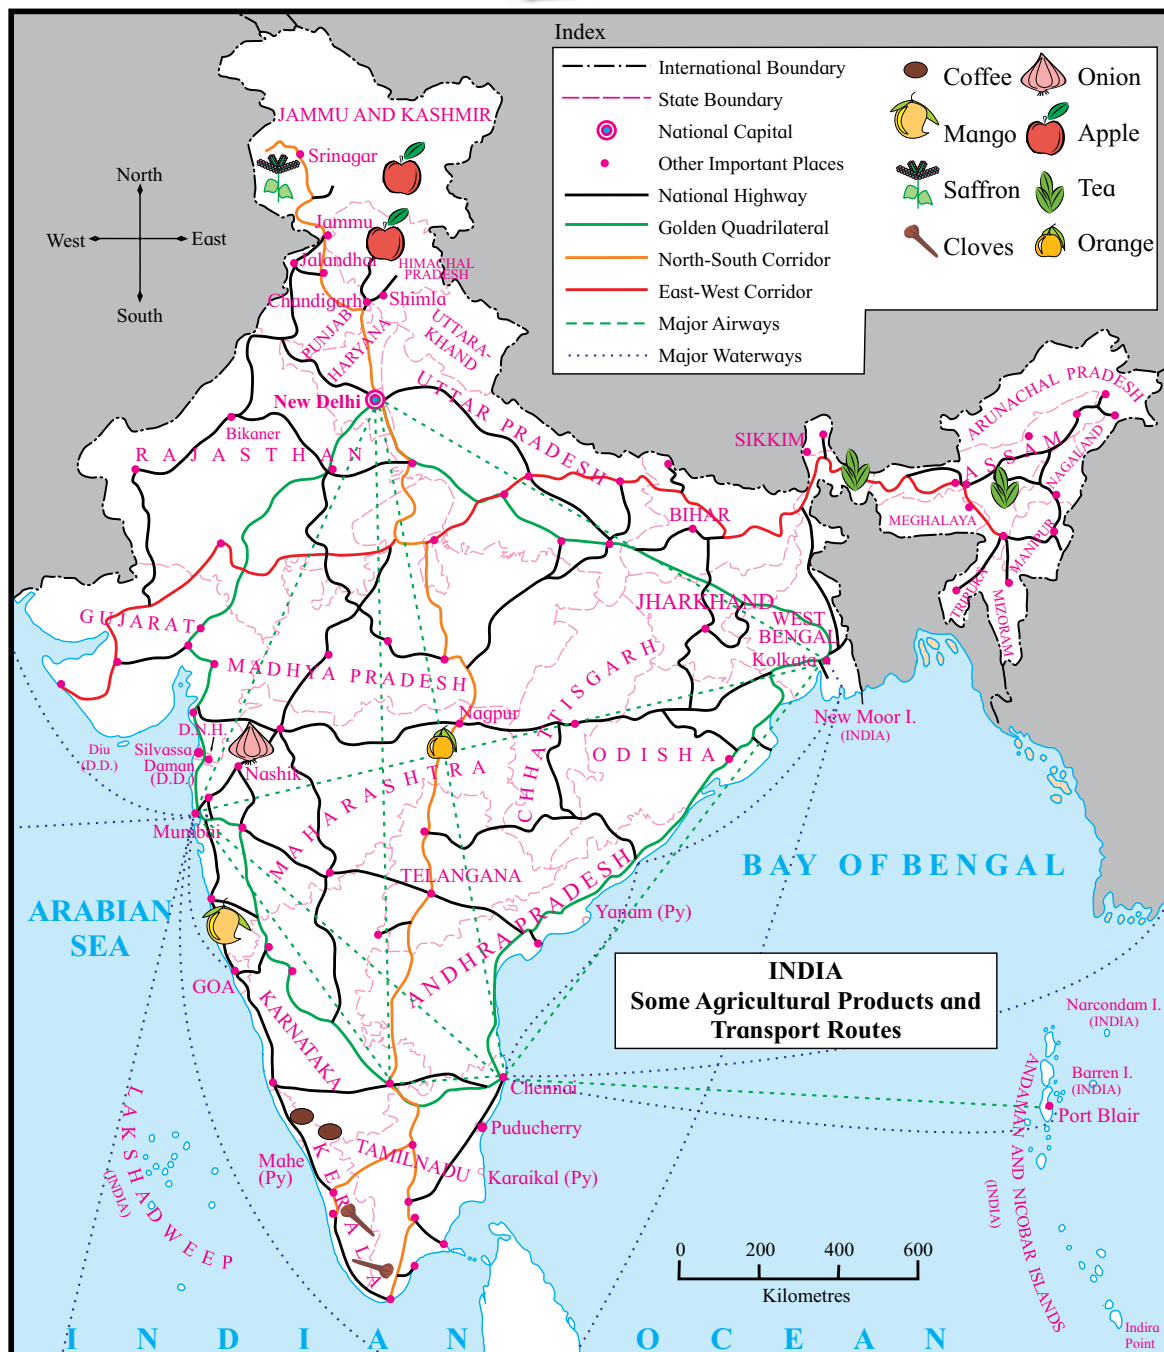 Index
International Boundary
State Boundary
National Capital
Other Important Places
National Highway
Golden Quadrilateral
North-South Corridor
East-West Corridor
Major Airways
Major Waterways
Coffee
Onion
Mango
Apple
Saffron
Tea
Cloves
Orange
North
West
East
South
JAMMU AND KASHMIR
Srinagar
Jammu
Jalandhar
HIMACHAL
PRADESH
Chandigarh
Shimla
PUNJAB
HARYANA
UTTARA-
KHAND
New Delhi
UTTAR PRADESH
Bikaner
RAJASTHAN
SIKKIM
ARUNACHAL PRADESH
ASSAM
NAGALAND
MEGHALAYA
MANIPUR
TRIPURA
MIZORAM
BIHAR
JHARKHAND
WEST
BENGAL
Kolkata
GUJARAT
MADHYA PRADESH
CHHATISGARH
Nagpur
New Moor I.
(INDIA)
D.N.H.
Diu
(D.D.)
Silvassa
Daman
(D.D.)
Nashik
ODISHA
MAHARASHTRA
Mumbai
TELANGANA
BAY OF BENGAL
ARABIAN
SEA
ANDHRA PRADESH
Yanam (Py)
GOA
KARNATAKA
INDIA
Some Agricultural Products and
Transport Routes
Narcondam I.
(INDIA)
Barren I.
(INDIA)
Port Blair
ANDAMAN AND NICOBAR ISLANDS
(INDIA)
Chennai
Puducherry
LAKSHADWEEP
(INDIA)
Mahe
(Py)
KERALA
TAMILNADU
Karaikal (Py)
0 200 400 600
Kilometres
Indira
Point
INDIAN OCEAN